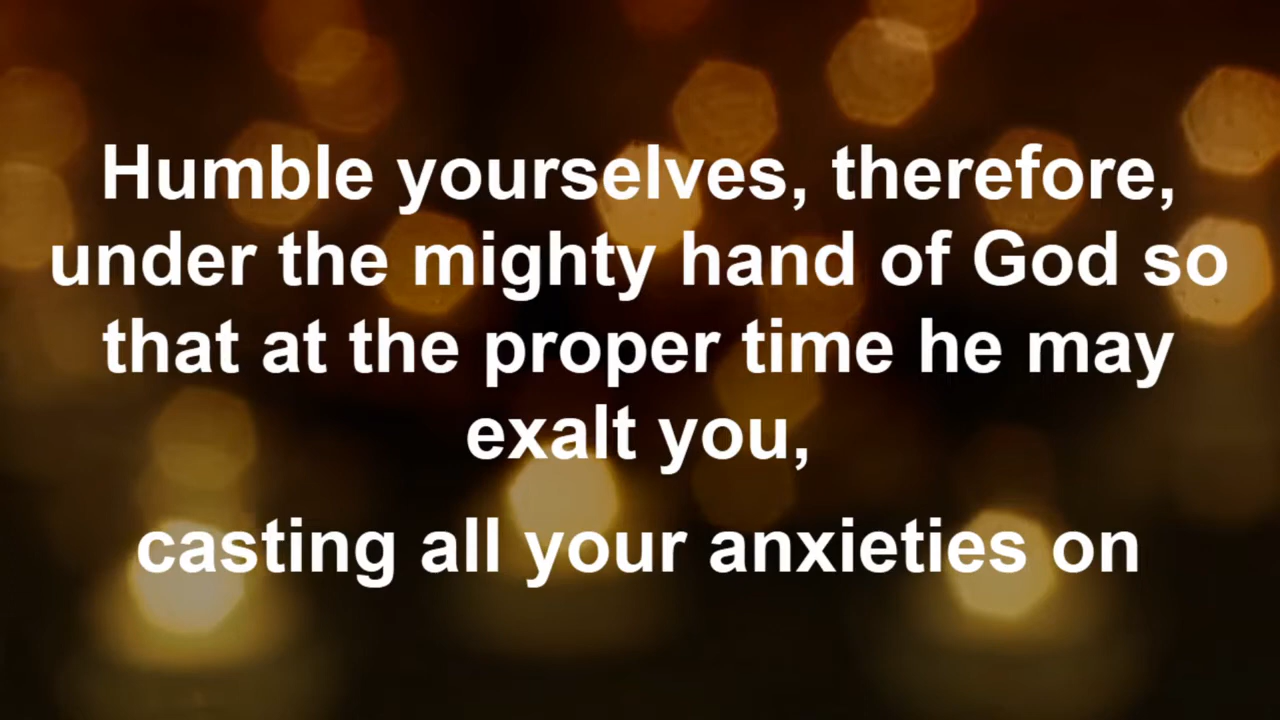 Humble yourselves, therefore,
under the mighty hand of God so
that at the proper time he may
exalt you,
casting all your anxieties on